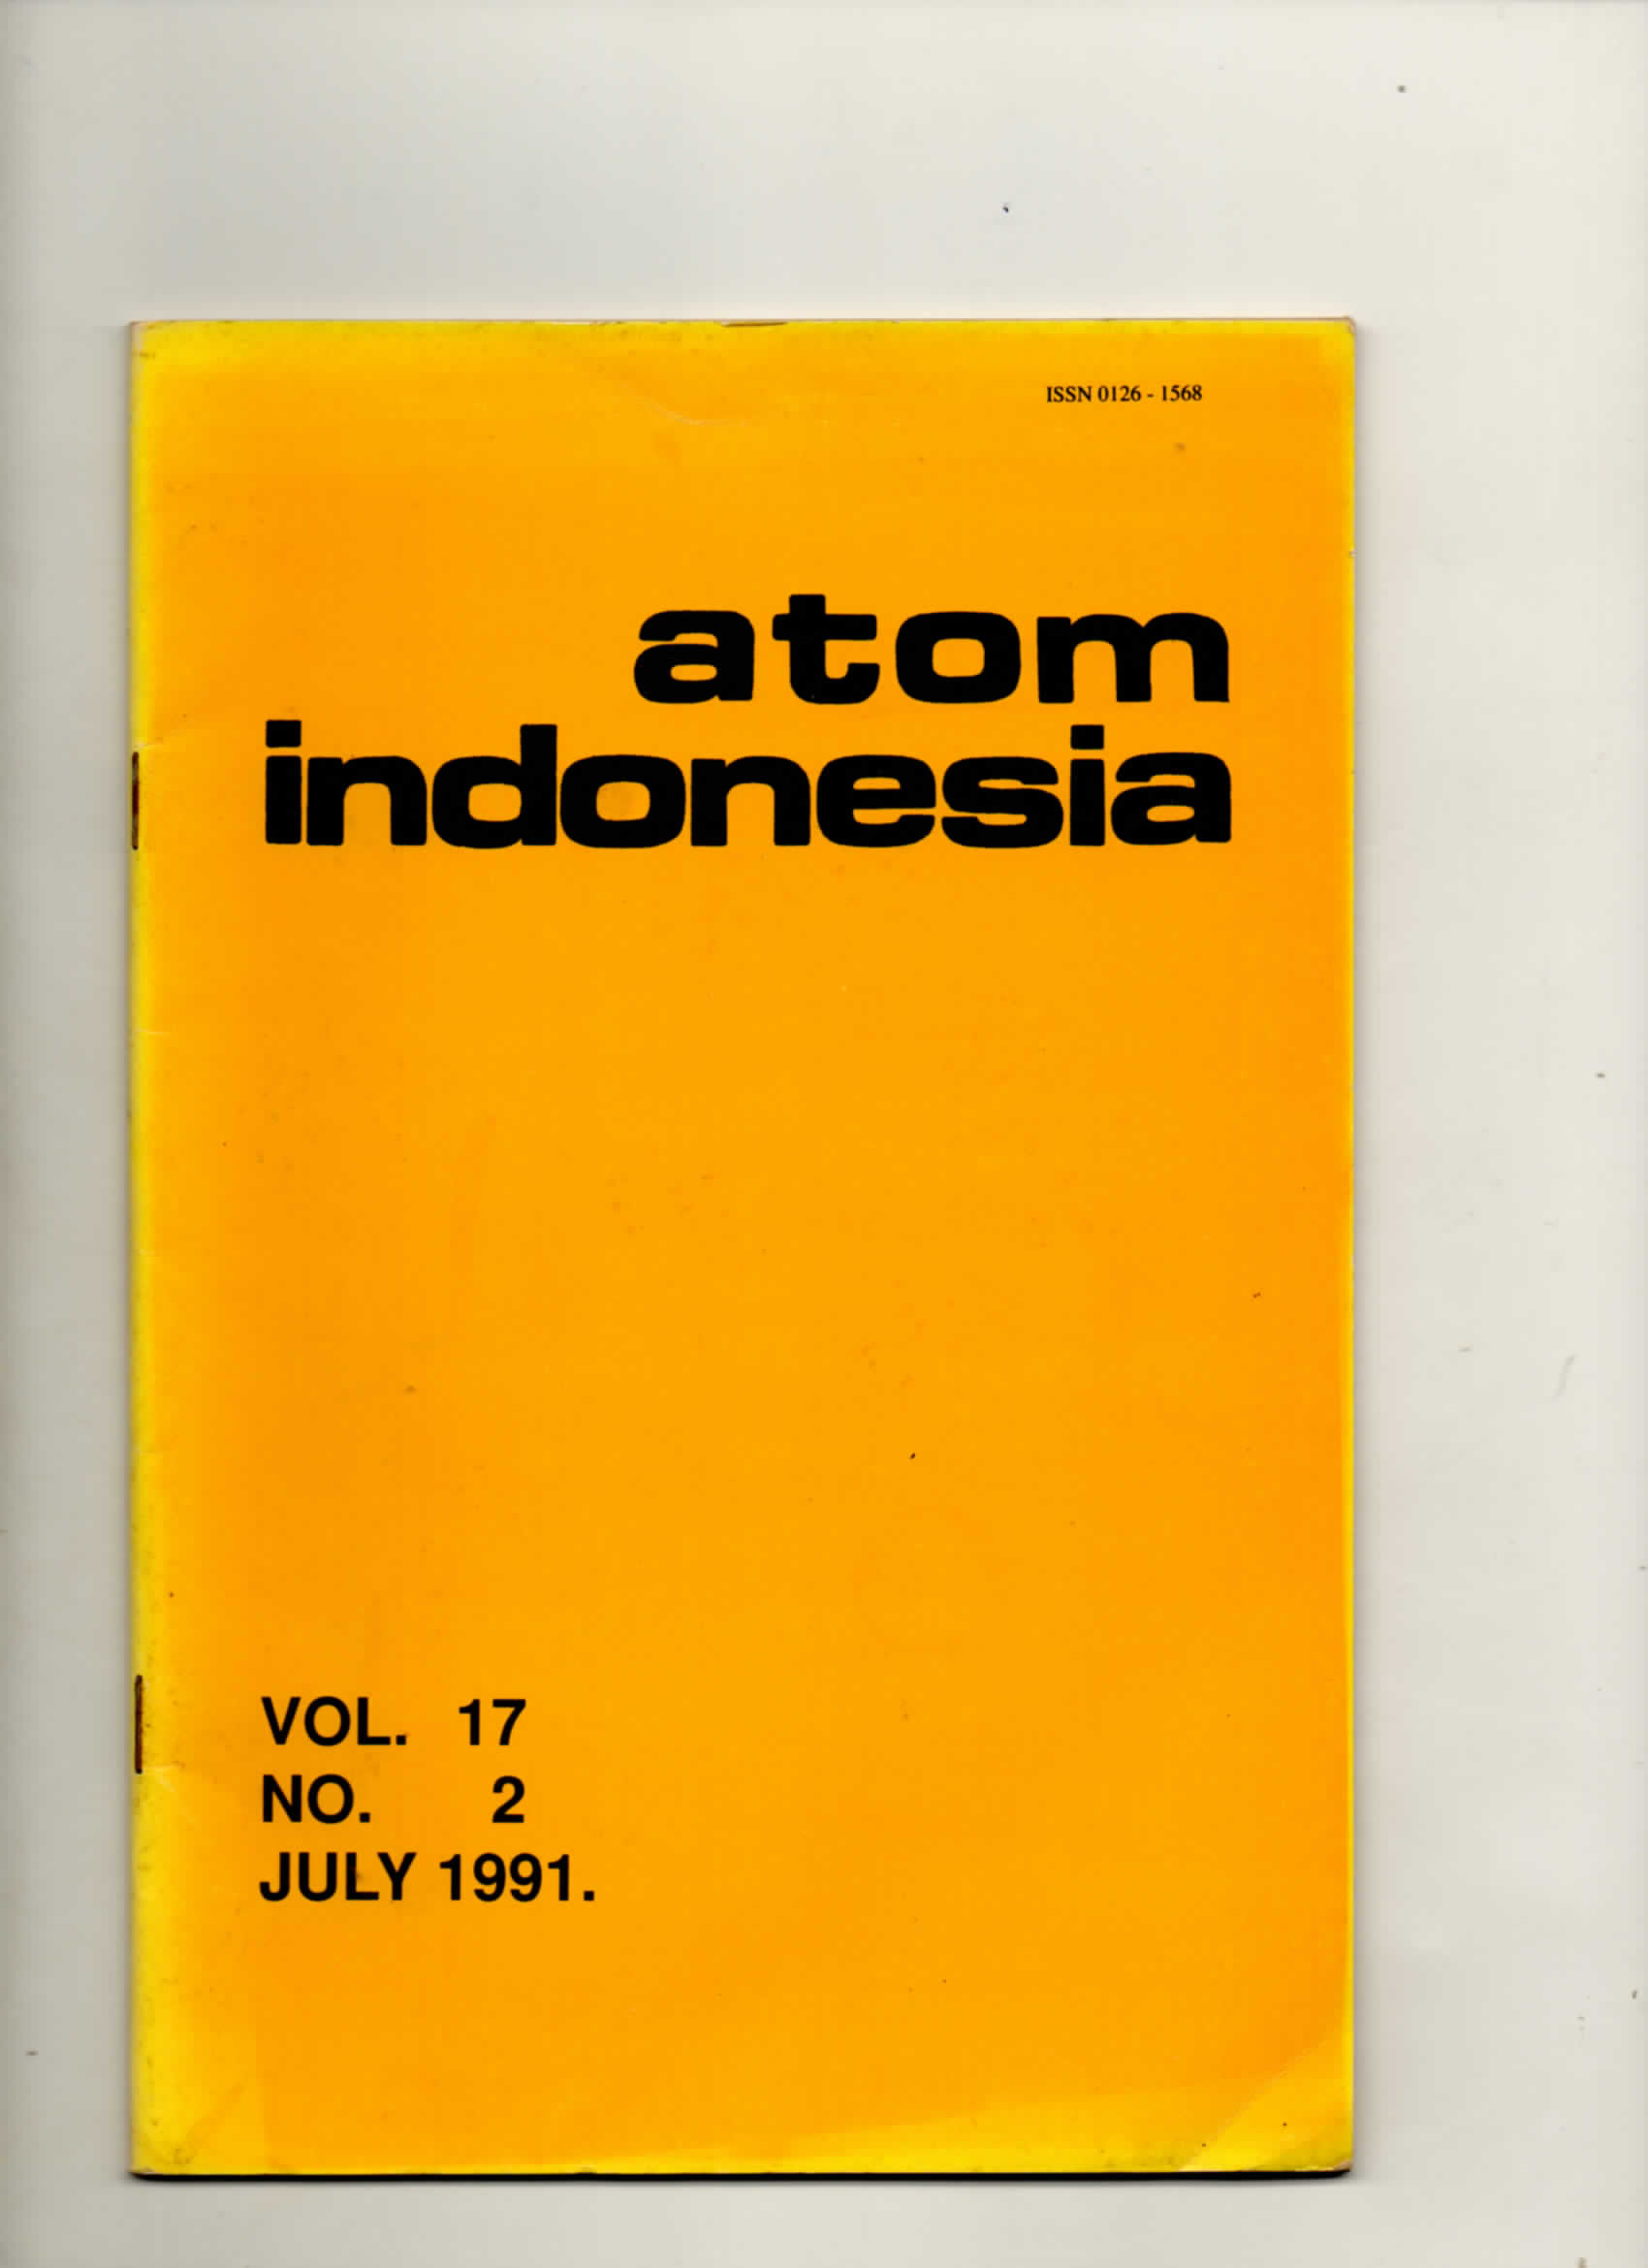 ISSN 0126 - 1568
atom
indonesia
VOL. 17
NO. 2
JULY 1991.